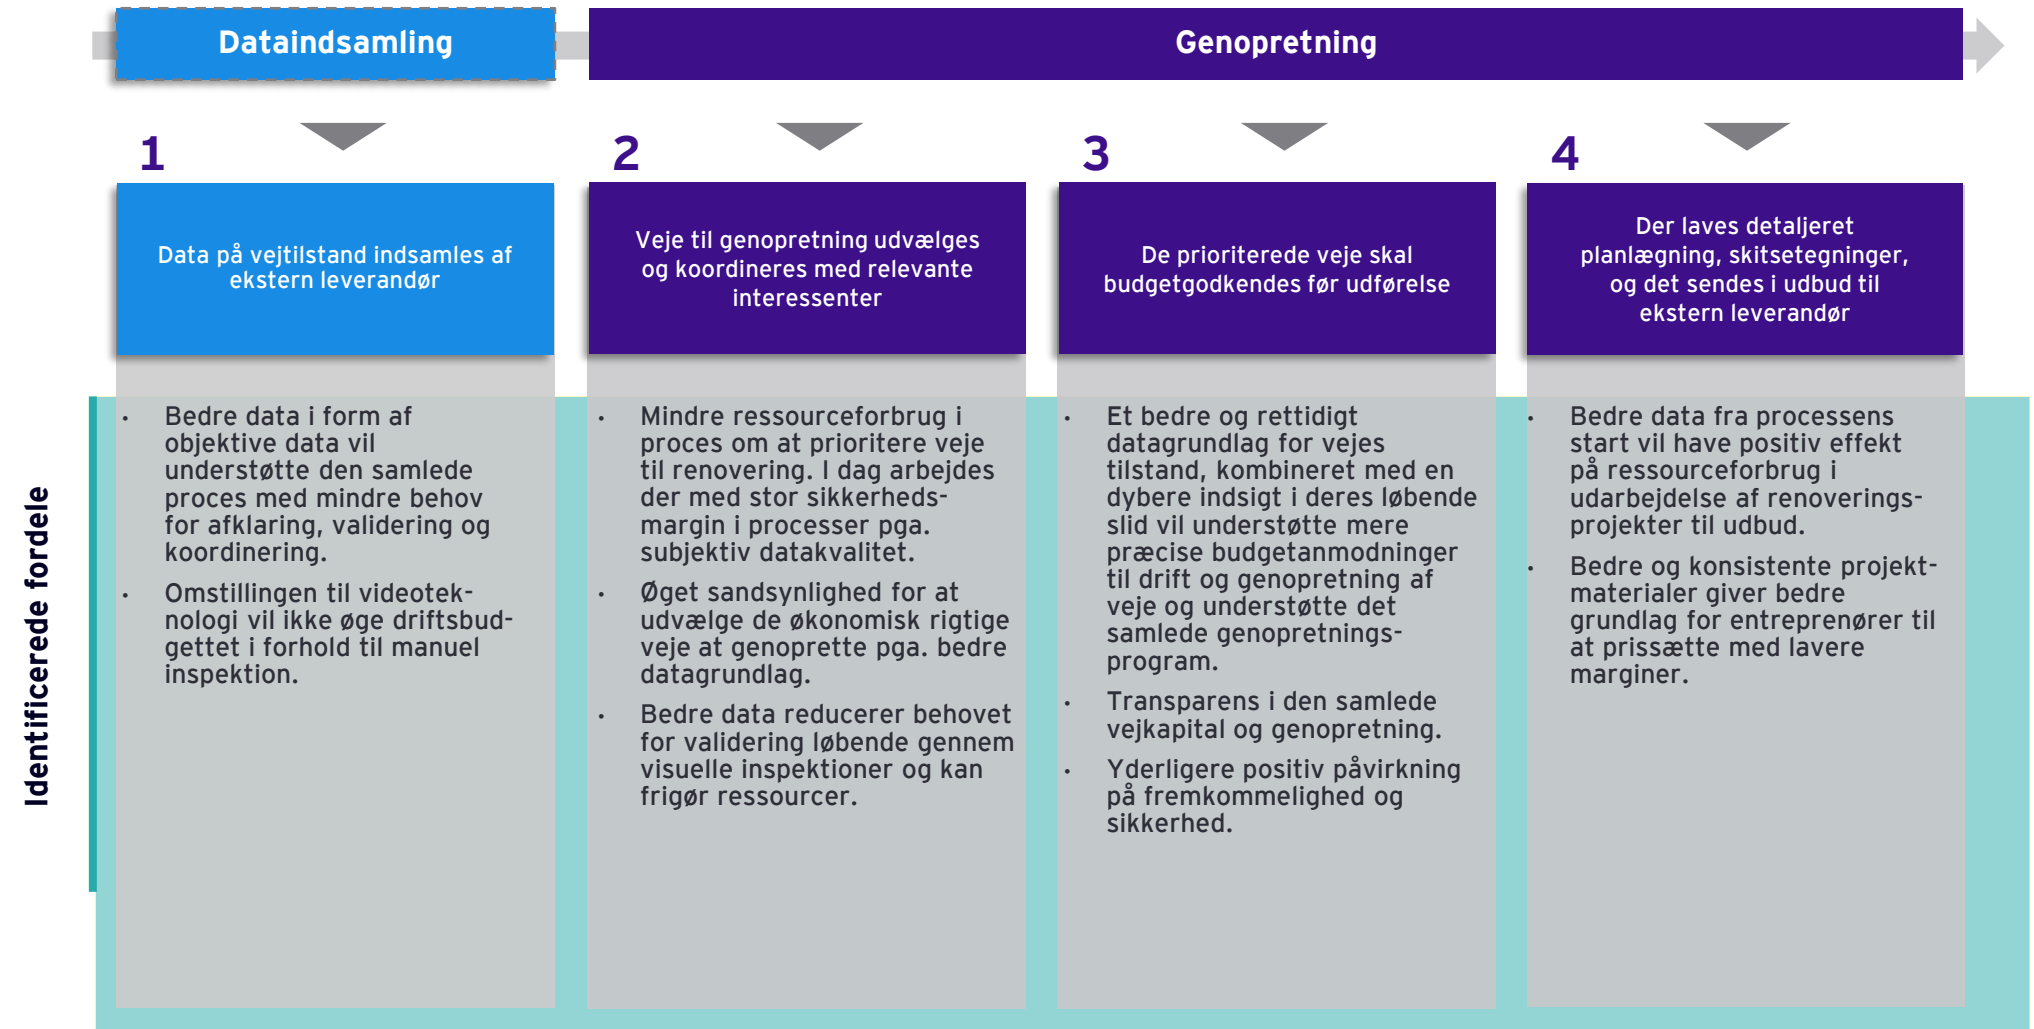 Dataindsamling
Genopretning
1
Data på vejtilstand indsamles af
ekstern leverandør
2
Veje til genopretning udvælges
og koordineres med relevante
interessenter
3
De prioriterede veje skal
budgetgodkendes før udførelse
4
Der laves detaljeret
planlægning, skitsetegninger,
og det sendes i udbud til
ekstern leverandør
Identificerede fordele
• Bedre data i form af
objektive data vil
understøtte den samlede
proces med mindre behov
for afklaring, validering og
koordinering.
• Omstillingen til videotek-
nologi vil ikke øge driftsbud-
gettet i forhold til manuel
inspektion.
• Mindre ressourceforbrug i
proces om at prioritere veje
til renovering. I dag arbejdes
der med stor sikkerheds-
margin i processer pga.
subjektiv datakvalitet.
• Øget sandsynlighed for at
udvælge de økonomisk rigtige
veje at genoprette pga. bedre
datagrundlag.
• Bedre data reducerer behovet
for validering løbende gennem
visuelle inspektioner og kan
frigør ressourcer.
• Et bedre og rettidigt
datagrundlag for vejes
tilstand, kombineret med en
dybere indsigt i deres løbende
slid vil understøtte mere
præcise budgetanmodninger
til drift og genopretning af
veje og understøtte det
samlede genopretnings-
program.
• Transparens i den samlede
vejkapital og genopretning.
• Yderligere positiv påvirkning
på fremkommelighed og
sikkerhed.
• Bedre data fra processens
start vil have positiv effekt
på ressourceforbrug i
udarbejdelse af renoverings-
projekter til udbud.
• Bedre og konsistente projekt-
materialer giver bedre
grundlag for entreprenører til
at prissætte med lavere
marginer.